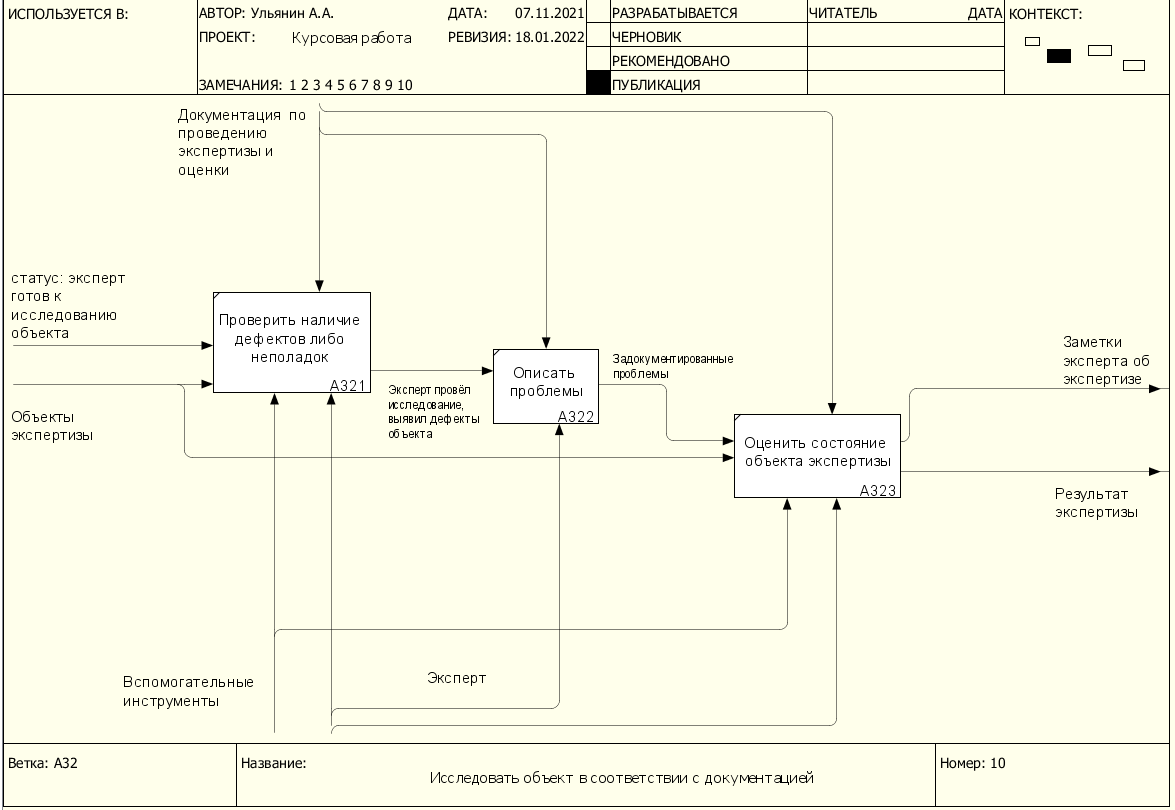 ИСПОЛЬЗУЕТСЯ В:
АВТОР: Ульянин А.А.
ДАТА: 07.11.2021
ПРОЕКТ: Курсовая работа
РЕВИЗИЯ: 18.01.2022
ЗАМЕЧАНИЯ: 1 2 3 4 5 6 7 8 9 10
РАЗРАБАТЫВАЕТСЯ
ЧЕРНОВИК
РЕКОМЕНДОВАНО
ПУБЛИКАЦИЯ
ЧИТАТЕЛЬ
ДАТА
КОНТЕКСТ:
Документация по
проведению
экспертизы и
оценки
статус: эксперт
готов к
исследованию
объекта
Проверить наличие
дефектов либо
неполадок
A321
Объекты
экспертизы
Эксперт провёл
исследование,
выявил дефекты
объекта
Описать
проблемы
A322
Задокументированные
проблемы
Оценить состояние
объекта экспертизы
A323
Заметки
эксперта об
экспертизе
Результат
экспертизы
Вспомогательные
инструменты
Эксперт
Ветка: A32
Название:
Исследовать объект в соответствии с документацией
Номер: 10